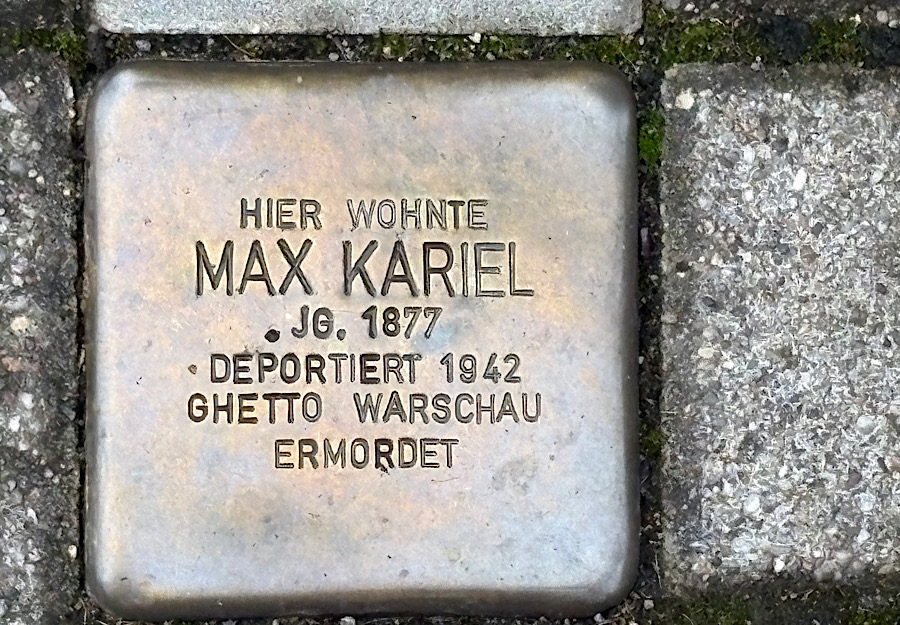 HIER WOHNTE
MAX KARIEL
JG. 1877
DEPORTIERT 1942
GHETTO WARSCHAU
ERMORDET